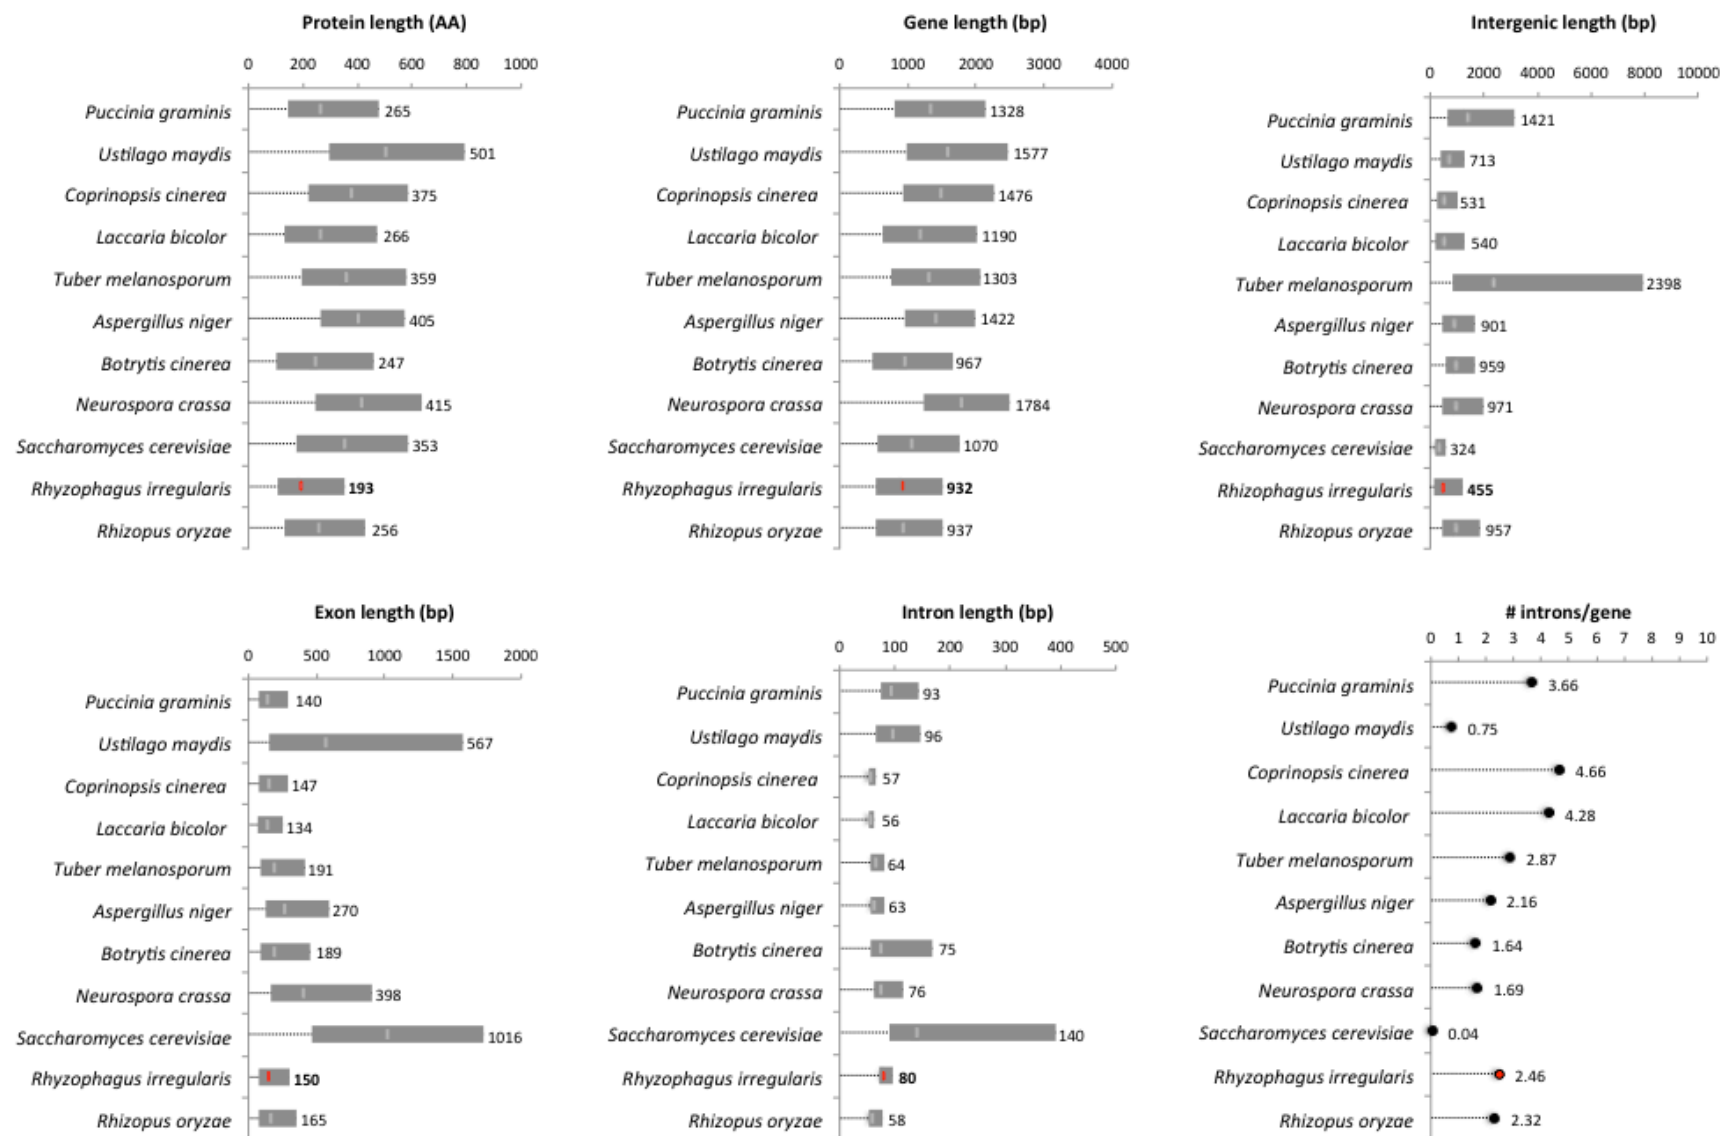 Protein length (AA)
0 200 400 600 800 1000
Puccinia graminis 265
Ustilago maydis 501
Coprinopsis cinerea 375
Laccaria bicolor 266
Tuber melanosporum 359
Aspergillus niger 405
Botrytis cinerea 247
Neurospora crassa 415
Saccharomyces cerevisiae 353
Rhyzophagus irregularis 193
Rhizopus oryzae 256
Gene length (bp)
0 1000 2000 3000 4000
Puccinia graminis 1328
Ustilago maydis 1577
Coprinopsis cinerea 1476
Laccaria bicolor 1190
Tuber melanosporum 1303
Aspergillus niger 1422
Botrytis cinerea 967
Neurospora crassa 1784
Saccharomyces cerevisiae 1070
Rhyzophagus irregularis 932
Rhizopus oryzae 937
Intergenic length (bp)
0 2000 4000 6000 8000 10000
Puccinia graminis 1421
Ustilago maydis 713
Coprinopsis cinerea 531
Laccaria bicolor 540
Tuber melanosporum 2398
Aspergillus niger 901
Botrytis cinerea 959
Neurospora crassa 971
Saccharomyces cerevisiae 324
Rhizophagus irregularis 455
Rhizopus oryzae 957
Exon length (bp)
0 500 1000 1500 2000
Puccinia graminis 140
Ustilago maydis 567
Coprinopsis cinerea 147
Laccaria bicolor 134
Tuber melanosporum 191
Aspergillus niger 270
Botrytis cinerea 189
Neurospora crassa 398
Saccharomyces cerevisiae 1016
Rhyzophagus irregularis 150
Rhizopus oryzae 165
Intron length (bp)
0 100 200 300 400 500
Puccinia graminis 93
Ustilago maydis 96
Coprinopsis cinerea 57
Laccaria bicolor 56
Tuber melanosporum 64
Aspergillus niger 63
Botrytis cinerea 75
Neurospora crassa 76
Saccharomyces cerevisiae 140
Rhyzophagus irregularis 80
Rhizopus oryzae 58
# introns/gene
0 1 2 3 4 5 6 7 8 9 10
Puccinia graminis 3.66
Ustilago maydis 0.75
Coprinopsis cinerea 4.66
Laccaria bicolor 4.28
Tuber melanosporum 2.87
Aspergillus niger 2.16
Botrytis cinerea 1.64
Neurospora crassa 1.69
Saccharomyces cerevisiae 0.04
Rhyzophagus irregularis 2.46
Rhizopus oryzae 2.32